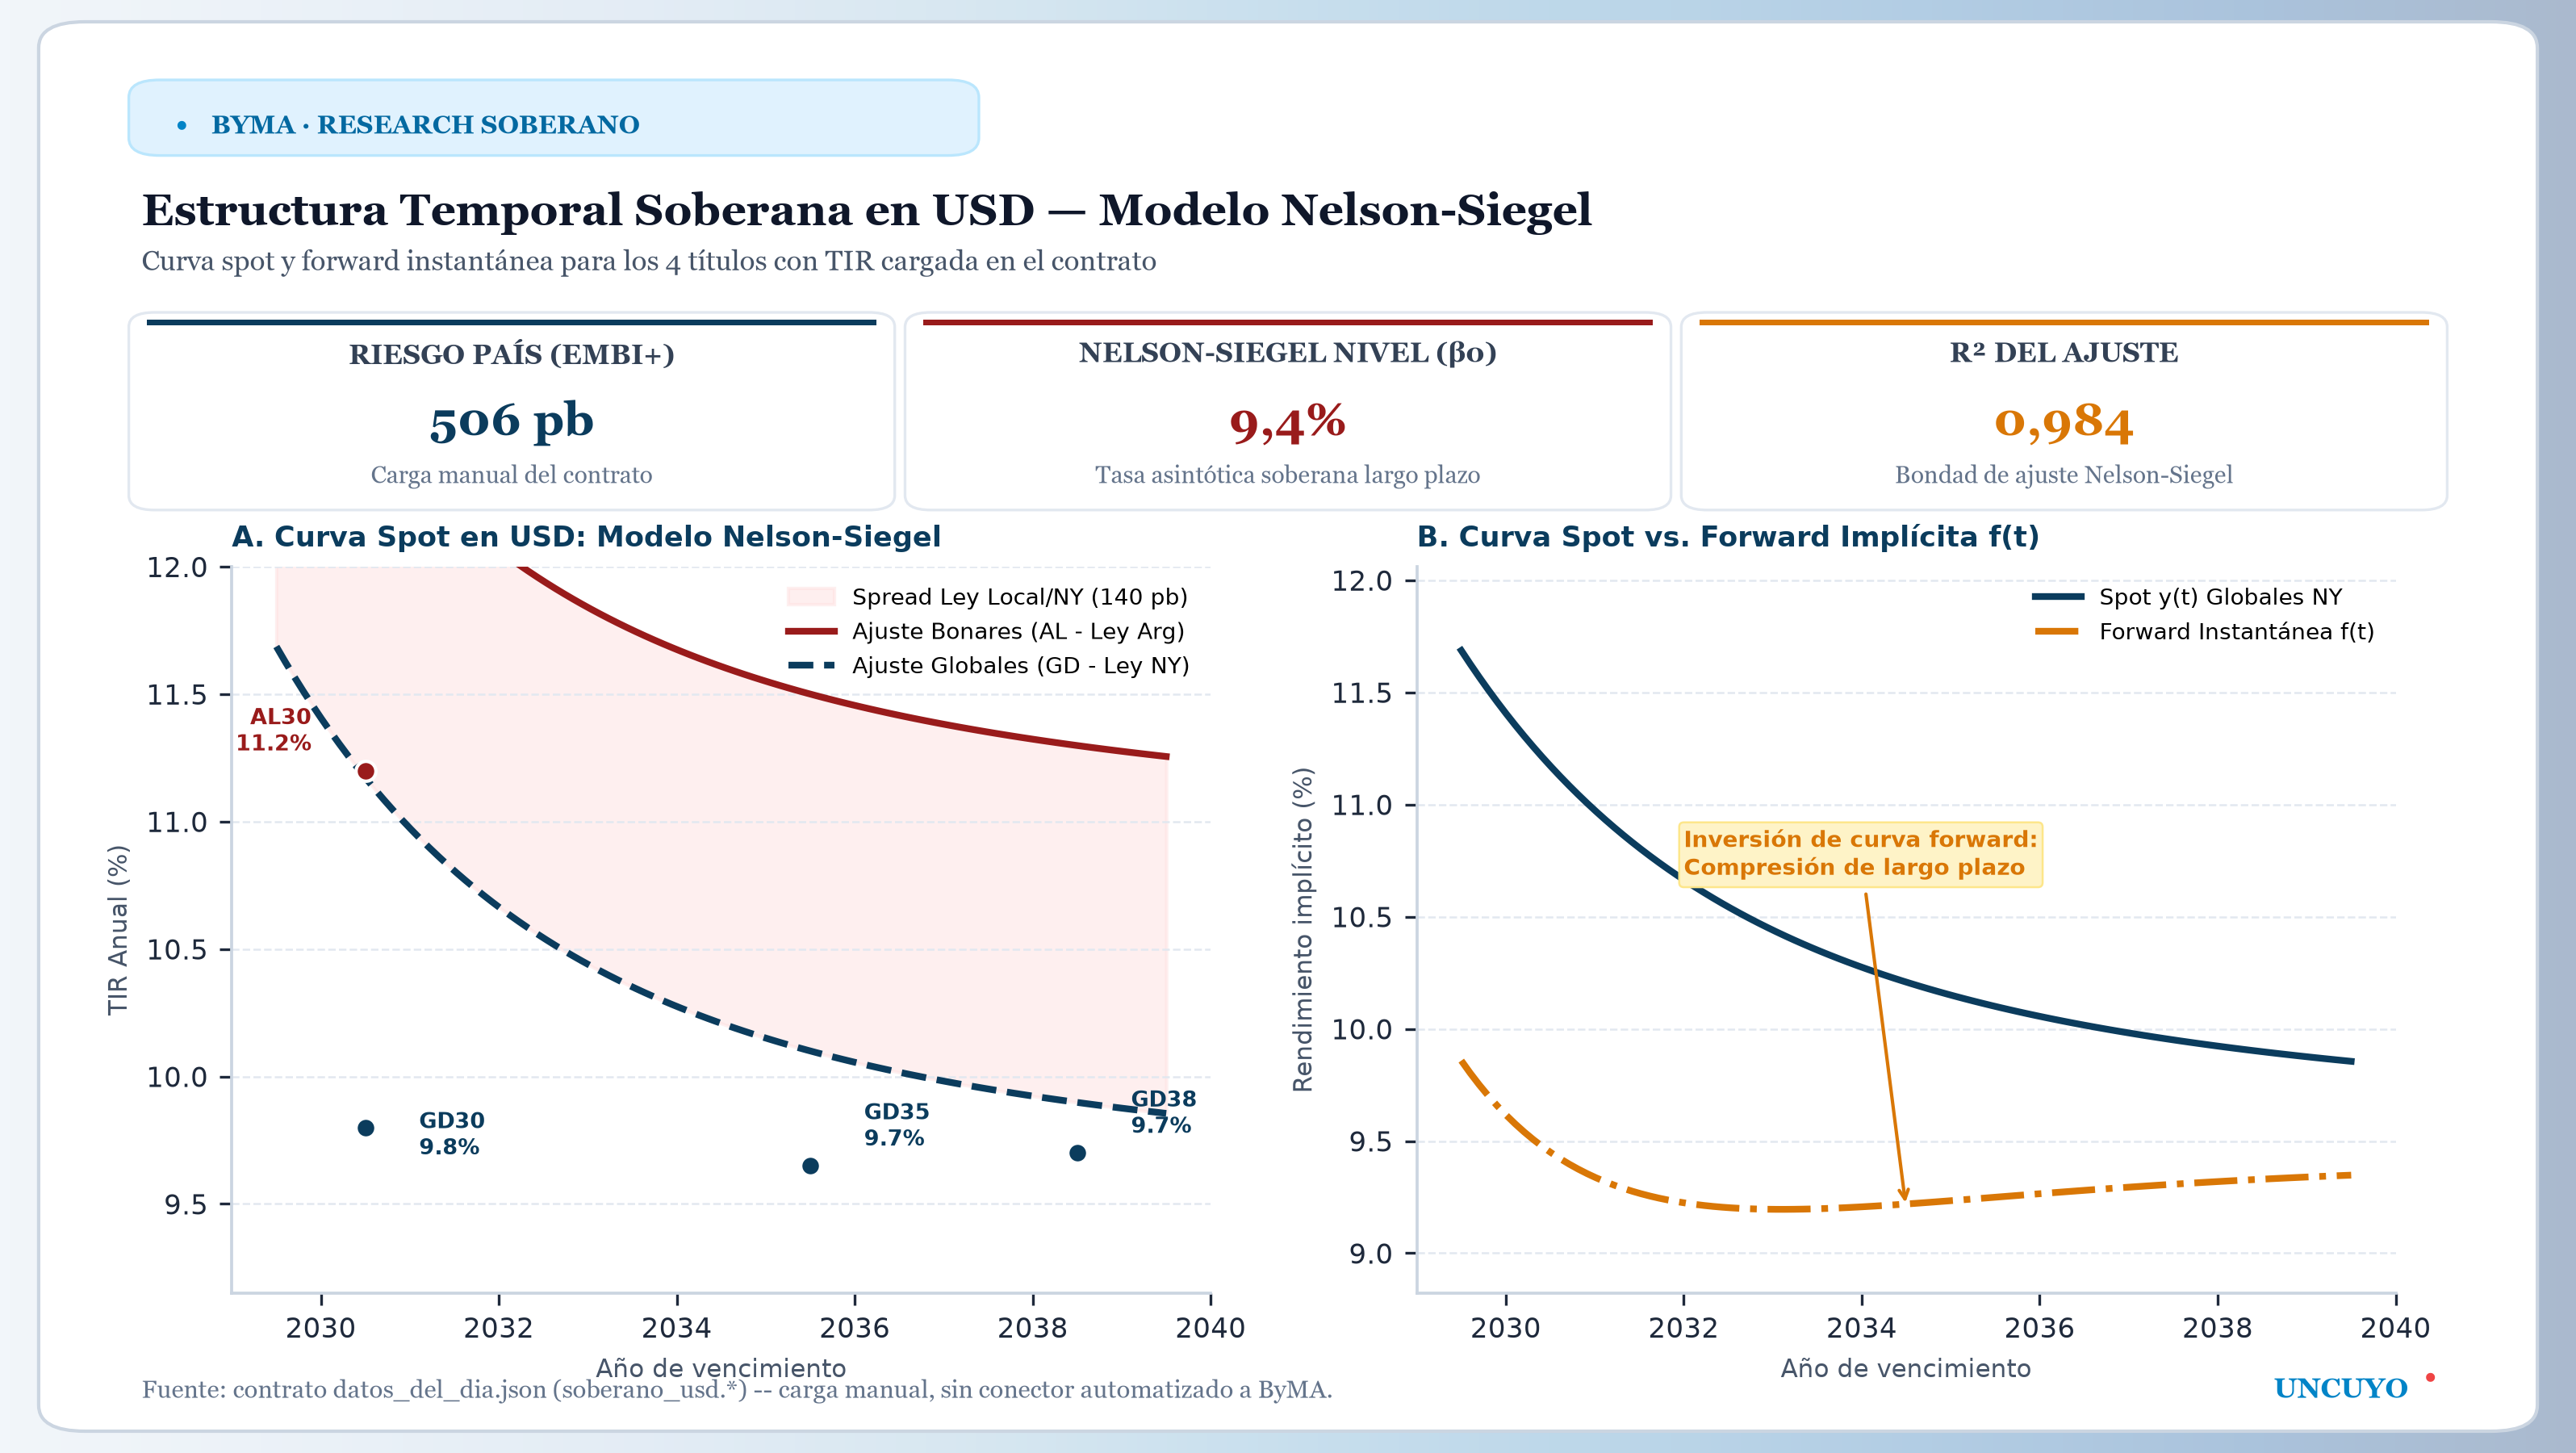 • BYMA · RESEARCH SOBERANO
Estructura Temporal Soberana en USD — Modelo Nelson-Siegel
Curva spot y forward instantánea para los 4 títulos con TIR cargada en el contrato
RIESGO PAÍS (EMBI+)
506 pb
Carga manual del contrato
NELSON-SIEGEL NIVEL (β0)
9,4%
Tasa asintótica soberana largo plazo
R² DEL AJUSTE
0,984
Bondad de ajuste Nelson-Siegel
A. Curva Spot en USD: Modelo Nelson-Siegel
TIR Anual (%)
12.0
11.5
11.0
10.5
10.0
9.5
Spread Ley Local/NY (140 pb)
Ajuste Bonares (AL - Ley Arg)
Ajuste Globales (GD - Ley NY)
AL30
11.2%
GD30
9.8%
GD35
9.7%
GD38
9.7%
2030
2032
2034
2036
2038
2040
Año de vencimiento
B. Curva Spot vs. Forward Implícita f(t)
Rendimiento implícito (%)
12.0
11.5
11.0
10.5
10.0
9.5
9.0
Spot y(t) Globales NY
Forward Instantánea f(t)
Inversión de curva forward:
Compresión de largo plazo
2030
2032
2034
2036
2038
2040
Año de vencimiento
Fuente: contrato datos_del_dia.json (soberano_usd.*) -- carga manual, sin conector automatizado a ByMA.
UNCUYO